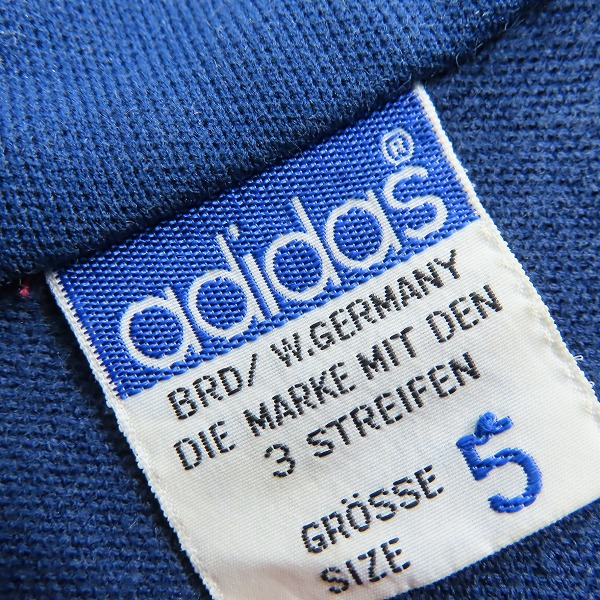 adidas®
BRD/ W.GERMANY
DIE MARKE MIT DEN
3 STREIFEN
GRÖSSE 5
SIZE